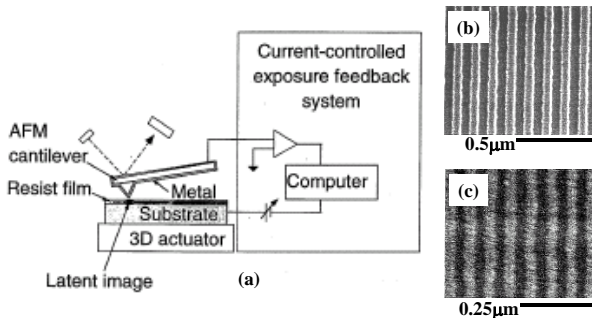 Current-controlled
exposure feedback
system
AFM
cantilever
Metal
Computer
Resist film
Substrate
3D actuator
Latent image
(a)
(b)
0.5μm
(c)
0.25μm